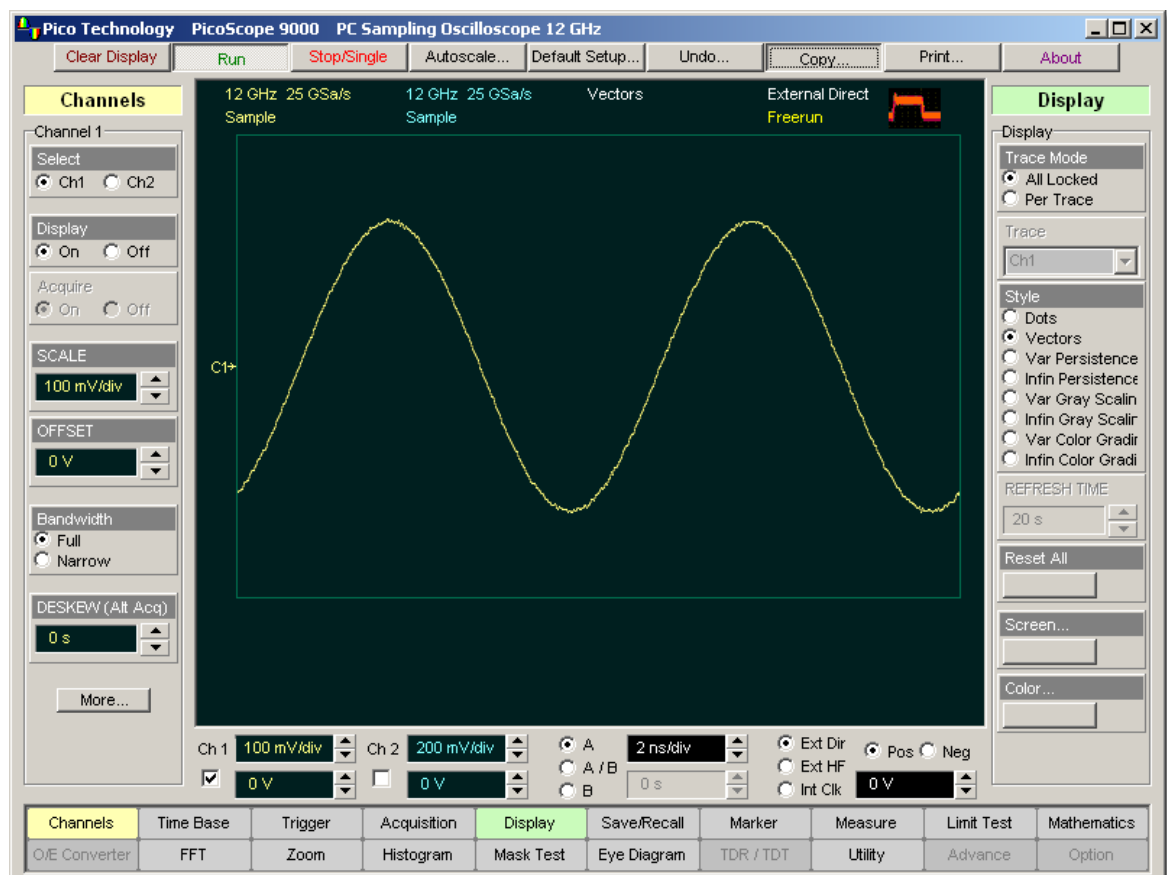 Pico Technology PicoScope 9000 PC Sampling Oscilloscope 12 GHz
Clear Display Run Stop/Single Autoscale... Default Setup... Undo... Copy... Print... About
Channels
Channel 1
Select
Ch1 Ch2
Display
On Off
Acquire
On Off
SCALE
100 mV/div
OFFSET
0 V
Bandwidth
Full
Narrow
DESKEW (Alt Acq)
0 s
More...
12 GHz 25 GSa/s 12 GHz 25 GSa/s Vectors External Direct
Sample Sample Freerun
C1
Display
Display
Trace Mode
All Locked
Per Trace
Trace
Ch1
Style
Dots
Vectors
Var Persistence
Infin Persistence
Var Gray Scalin
Infin Gray Scalin
Var Color Gradin
Infin Color Gradi
REFRESH TIME
20 s
Reset All
Screen...
Color...
Ch 1 100 mV/div Ch 2 200 mV/div A 2 ns/div Ext Dir Pos Neg
A / B Ext HF
0 V 0 V B 0 s Int Clk 0 V
Channels Time Base Trigger Acquisition Display Save/Recall Marker Measure Limit Test Mathematics
O/E Converter FFT Zoom Histogram Mask Test Eye Diagram TDR / TDT Utility Advance Option